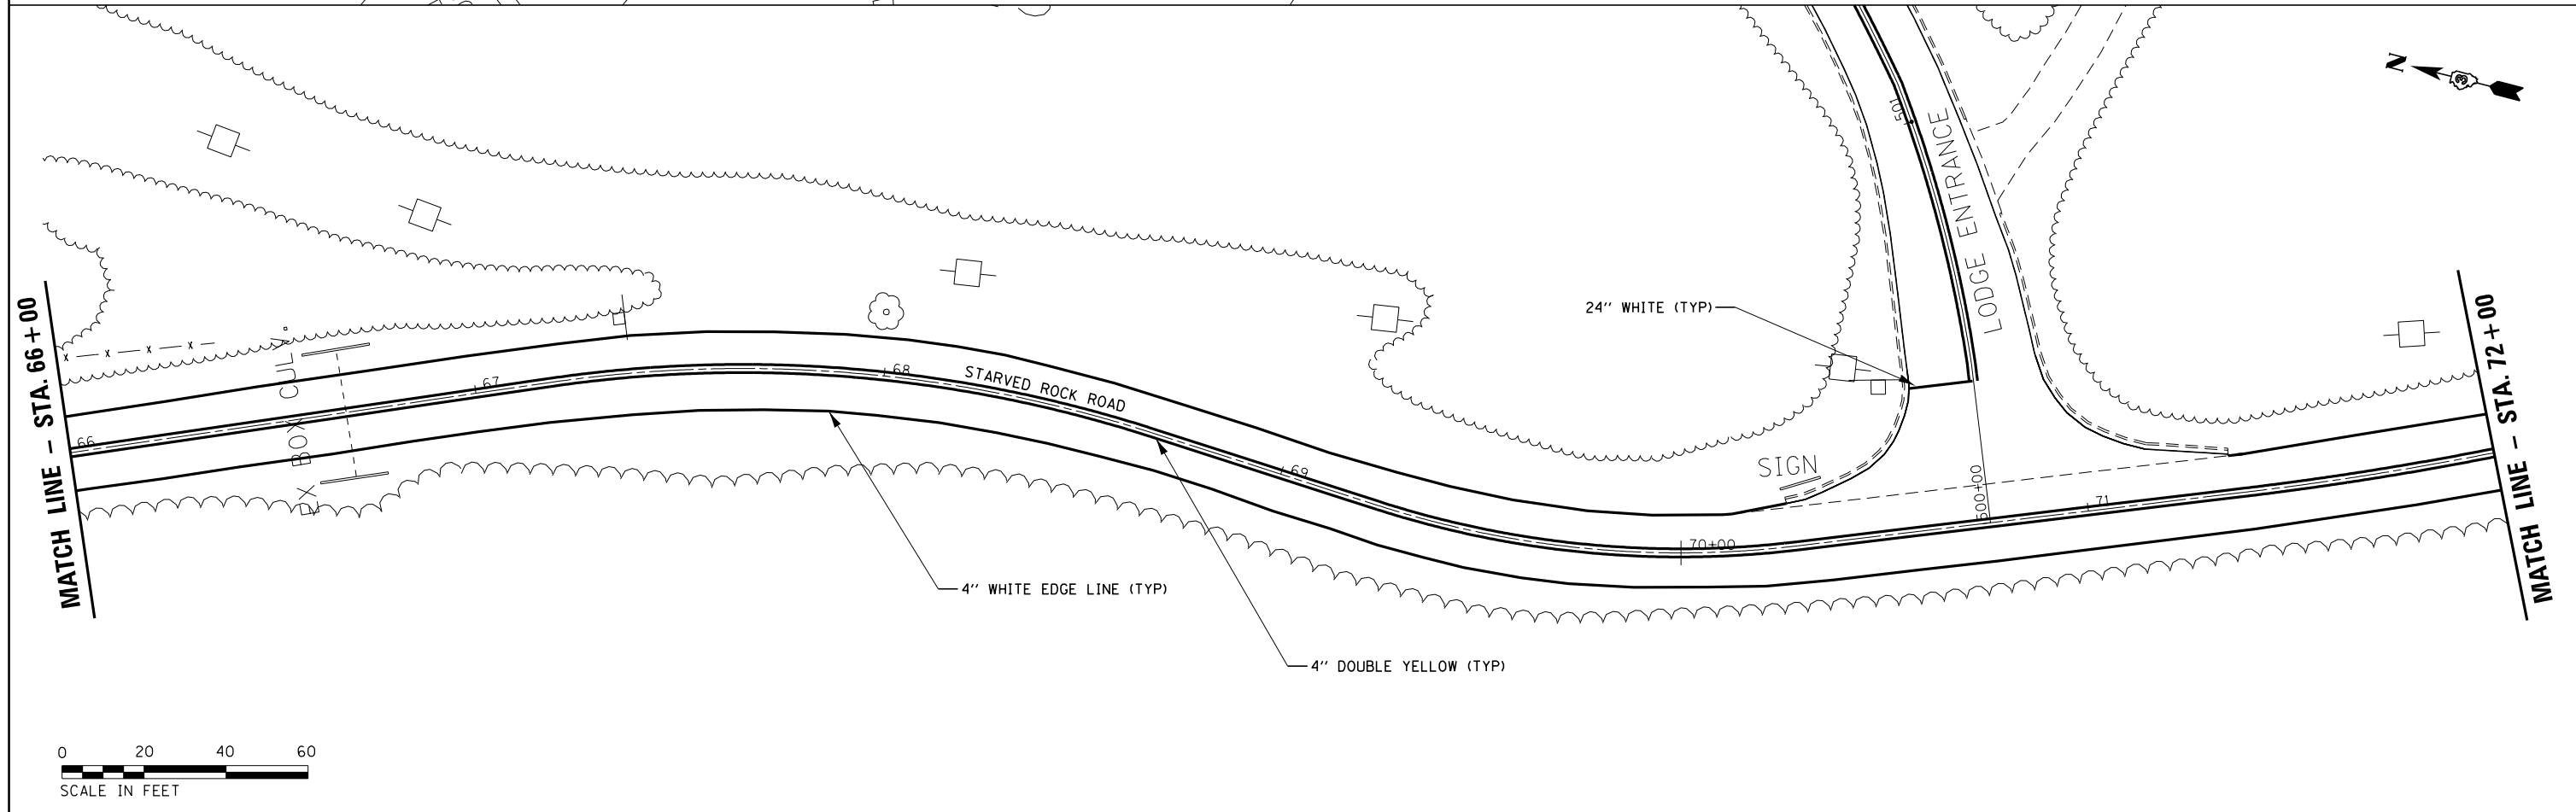 N
3
501
LODGE ENTRANCE
24" WHITE (TYP)
MATCH LINE - STA. 66+00
MATCH LINE - STA. 72+00
BOX Culv.
66
67
68
STARVED ROCK ROAD
69
SIGN
70+00
500+00
71
4" WHITE EDGE LINE (TYP)
4" DOUBLE YELLOW (TYP)
0 20 40 60
SCALE IN FEET